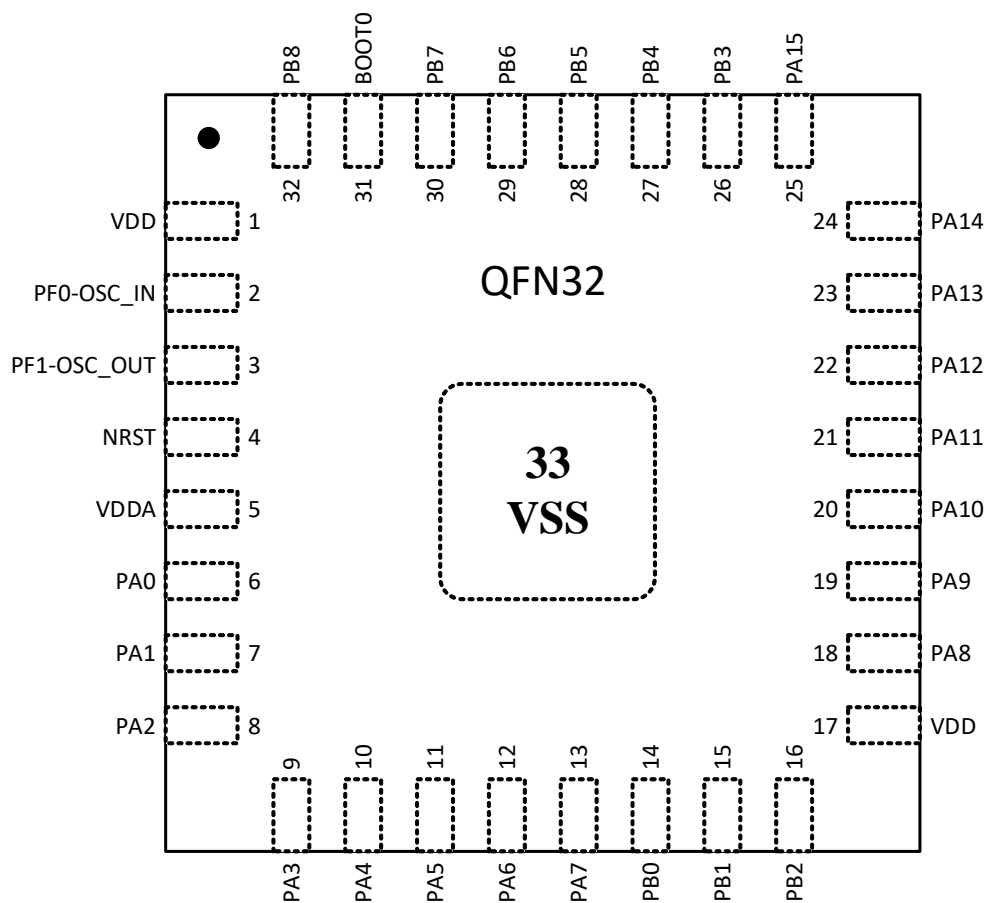 PB8 BOOT0 PB7 PB6 PB5 PB4 PB3 PA15
32 31 30 29 28 27 26 25
VDD 1 24 PA14
QFN32
PF0-OSC_IN 2 23 PA13
PF1-OSC_OUT 3 22 PA12
NRST 4 21 PA11
33
VSS
VDDA 5 20 PA10
PA0 6 19 PA9
PA1 7 18 PA8
PA2 8 17 VDD
9 10 11 12 13 14 15 16
PA3 PA4 PA5 PA6 PA7 PB0 PB1 PB2